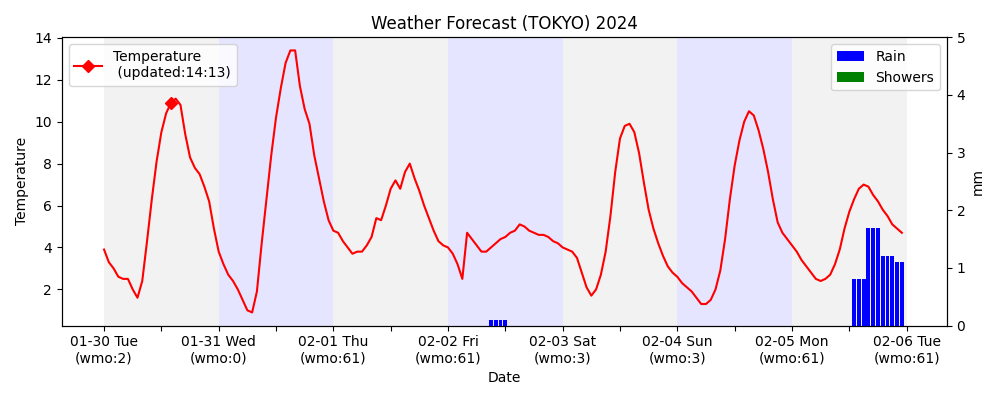 Weather Forecast (TOKYO) 2024
Temperature
(updated:14:13)
Rain
Showers
Temperature
14
12
10
8
6
4
2
5
4
3
2
1
0
mm
01-30 Tue
(wmo:2)
01-31 Wed
(wmo:0)
02-01 Thu
(wmo:61)
02-02 Fri
(wmo:61)
02-03 Sat
(wmo:3)
02-04 Sun
(wmo:3)
02-05 Mon
(wmo:61)
02-06 Tue
(wmo:61)
Date